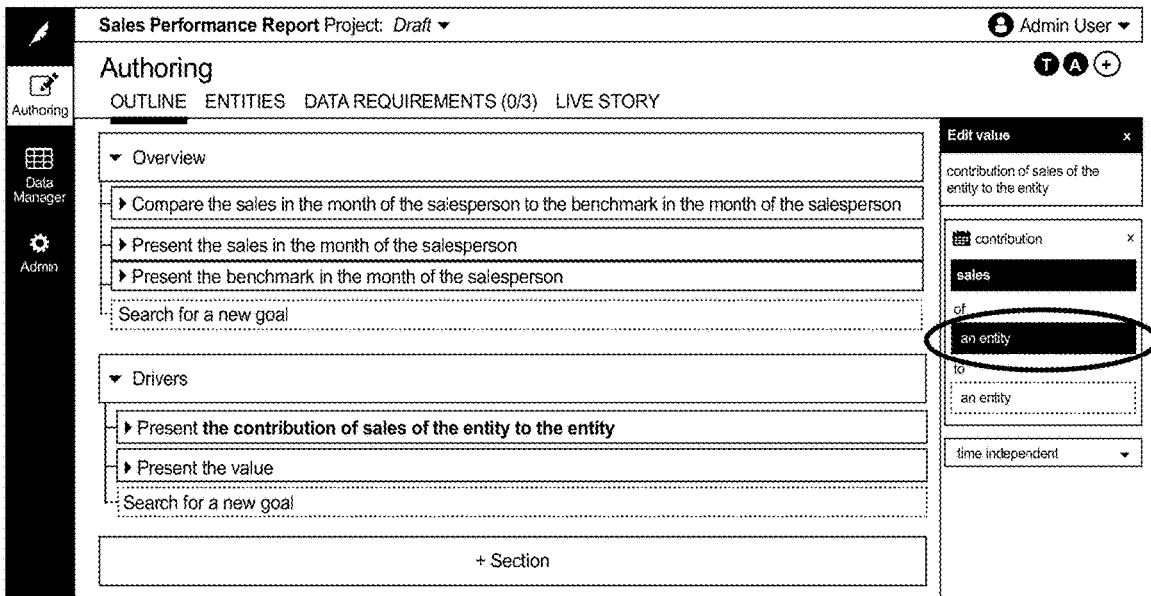 Sales Performance Report Project: Draft
Admin User
Authoring
T A +
OUTLINE ENTITIES DATA REQUIREMENTS (0/3) LIVE STORY
Authoring
Data
Manager
Admin
Overview
Compare the sales in the month of the salesperson to the benchmark in the month of the salesperson
Present the sales in the month of the salesperson
Present the benchmark in the month of the salesperson
Search for a new goal
Drivers
Present the contribution of sales of the entity to the entity
Present the value
Search for a new goal
+ Section
Edit value x
contribution of sales of the
entity to the entity
contribution x
sales
of
an entity
to
an entity
time independent